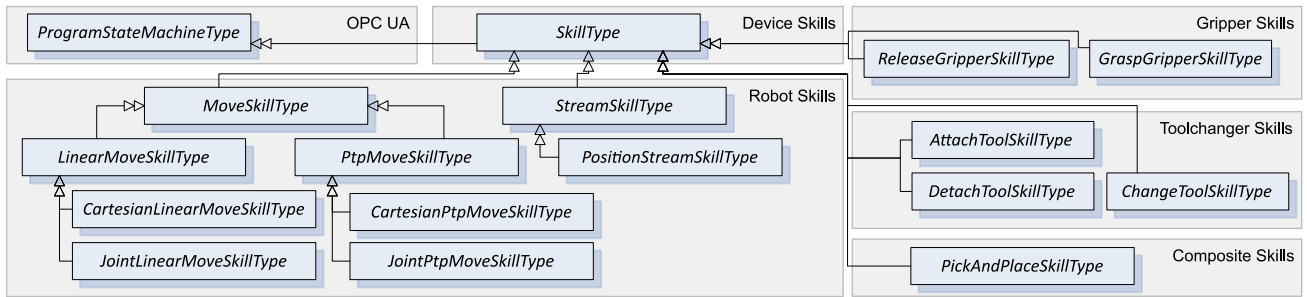 OPC UA
ProgramStateMachineType
Device Skills
SkillType
Gripper Skills
ReleaseGripperSkillType
GraspGripperSkillType
Robot Skills
MoveSkillType
StreamSkillType
LinearMoveSkillType
PtpMoveSkillType
PositionStreamSkillType
CartesianLinearMoveSkillType
CartesianPtpMoveSkillType
JointLinearMoveSkillType
JointPtpMoveSkillType
Toolchanger Skills
AttachToolSkillType
DetachToolSkillType
ChangeToolSkillType
Composite Skills
PickAndPlaceSkillType